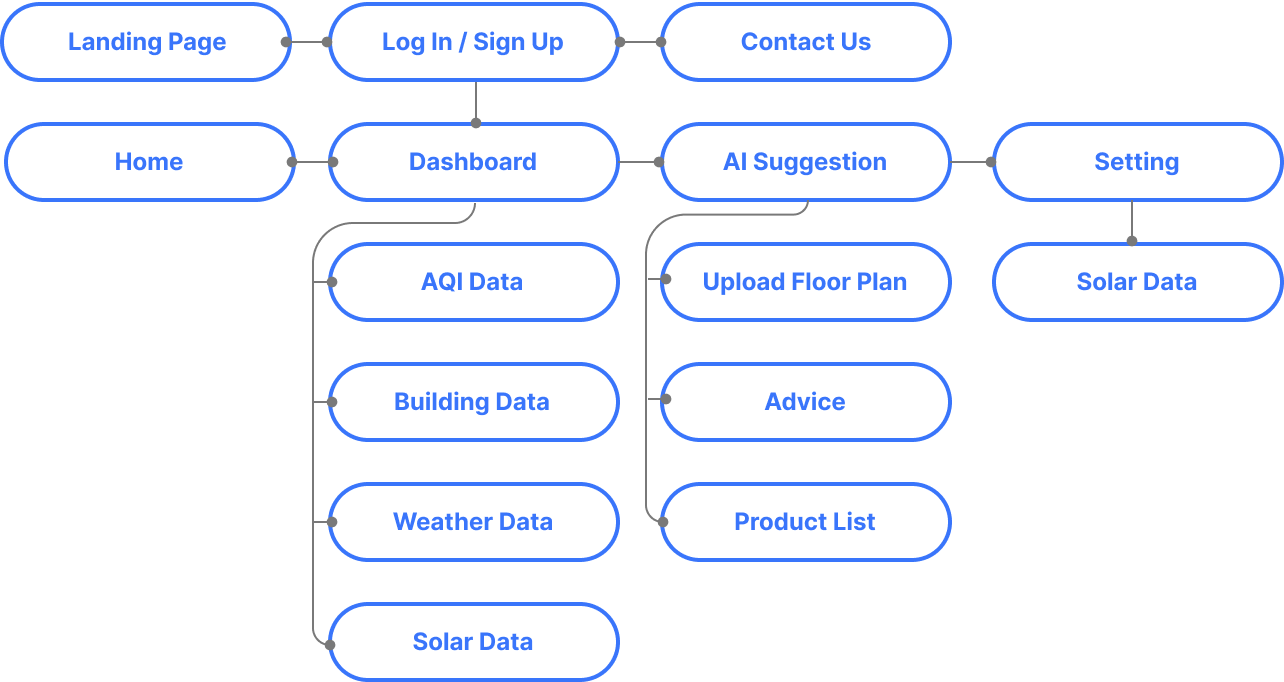 Landing Page
Log In / Sign Up
Contact Us
Home
Dashboard
AI Suggestion
Setting
AQI Data
Upload Floor Plan
Solar Data
Building Data
Advice
Weather Data
Product List
Solar Data